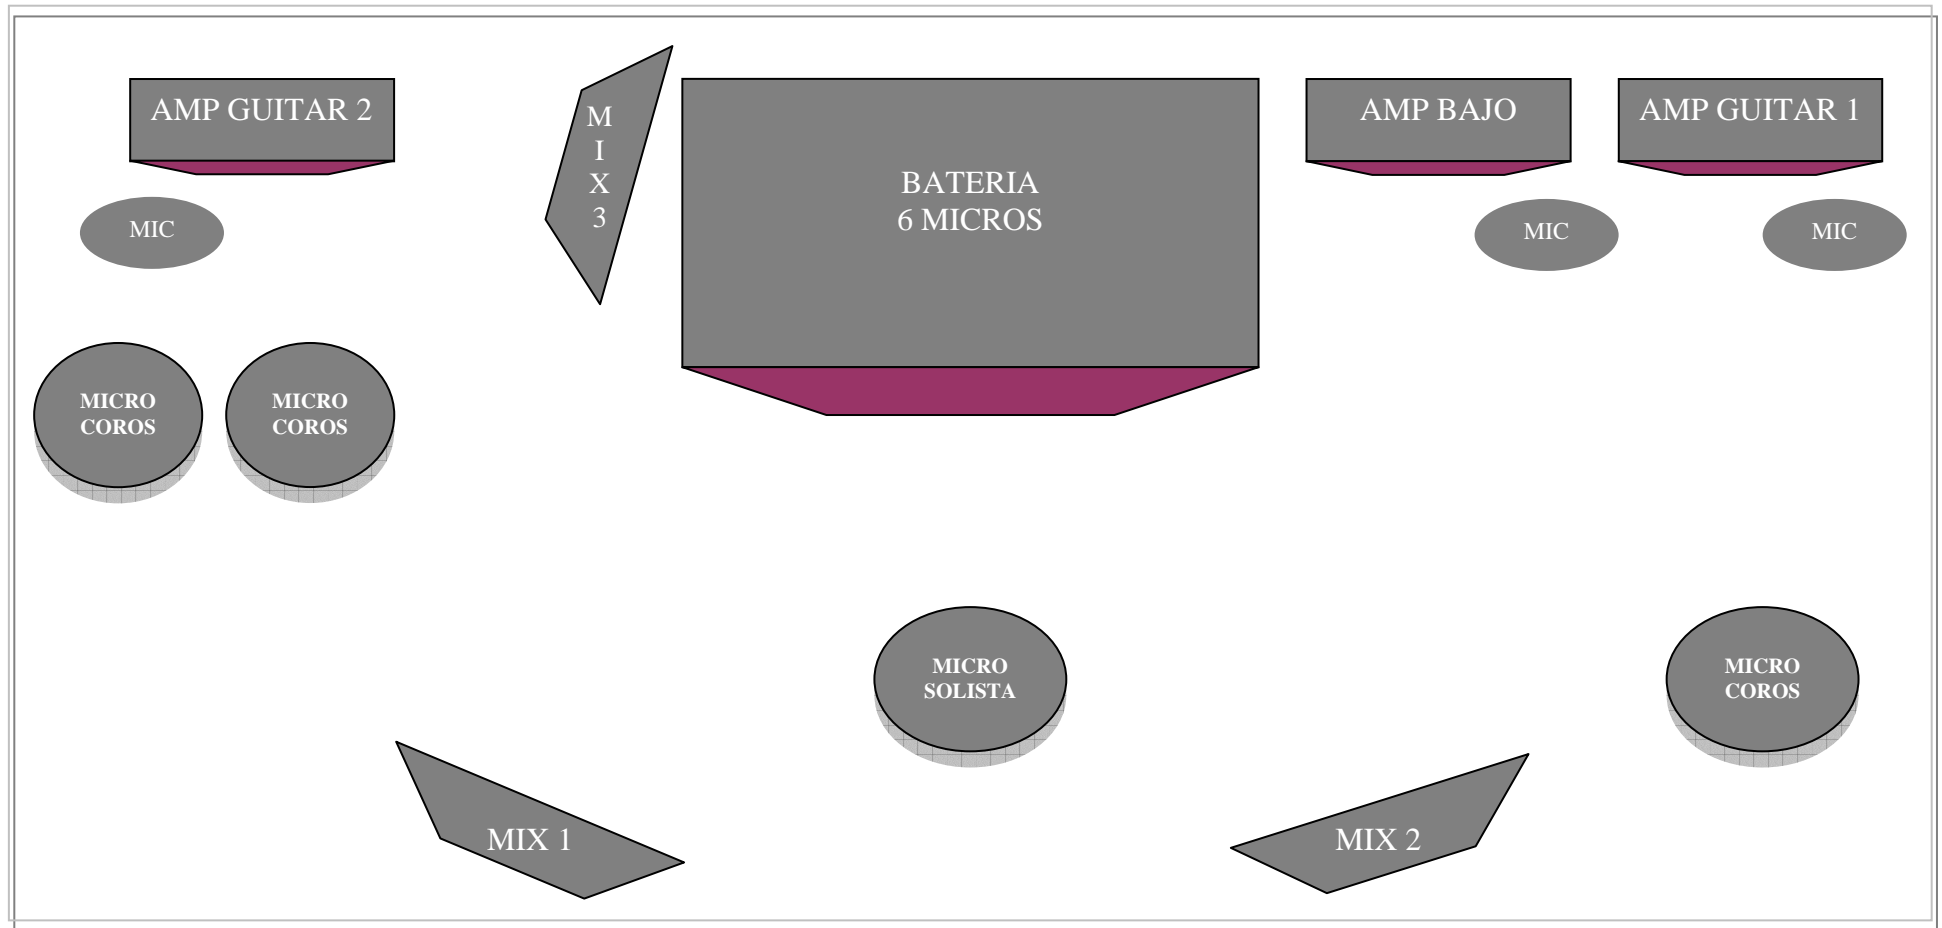 AMP GUITAR 2
M
I
X
3
BATERIA
6 MICROS
AMP BAJO
AMP GUITAR 1
MIC
MIC
MIC
MICRO
COROS
MICRO
COROS
MICRO
SOLISTA
MICRO
COROS
MIX 1
MIX 2